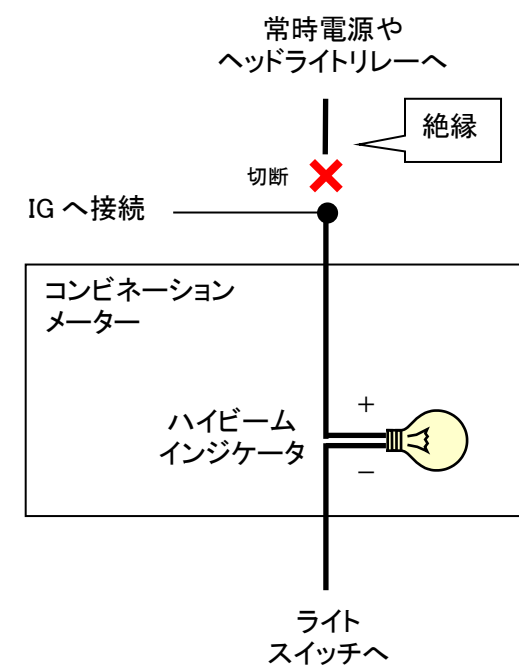 常時電源や
ヘッドライトリレーへ
絶縁
切断
IG へ接続
コンビネーション
メーター
ハイビーム
インジケータ
+
−
ライト
スイッチへ